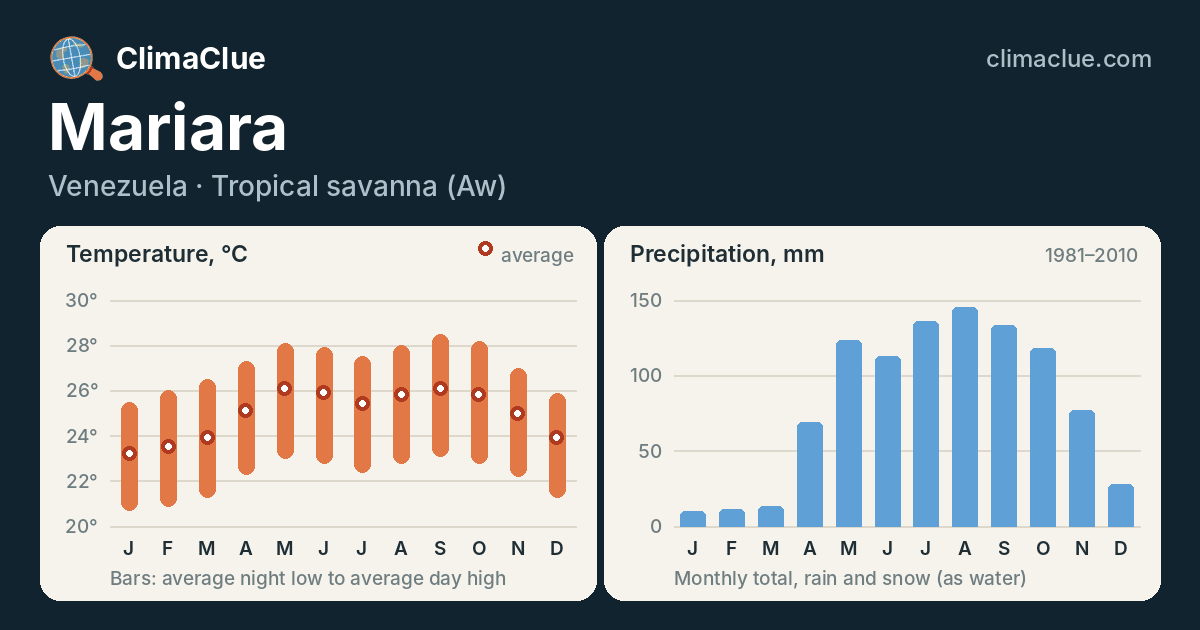 ClimaClue
climaclue.com
Mariara
Venezuela · Tropical savanna (Aw)
Temperature, °C
average
30°
28°
26°
24°
22°
20°
J F M A M J J A S O N D
Bars: average night low to average day high
Precipitation, mm
1981–2010
150
100
50
0
J F M A M J J A S O N D
Monthly total, rain and snow (as water)